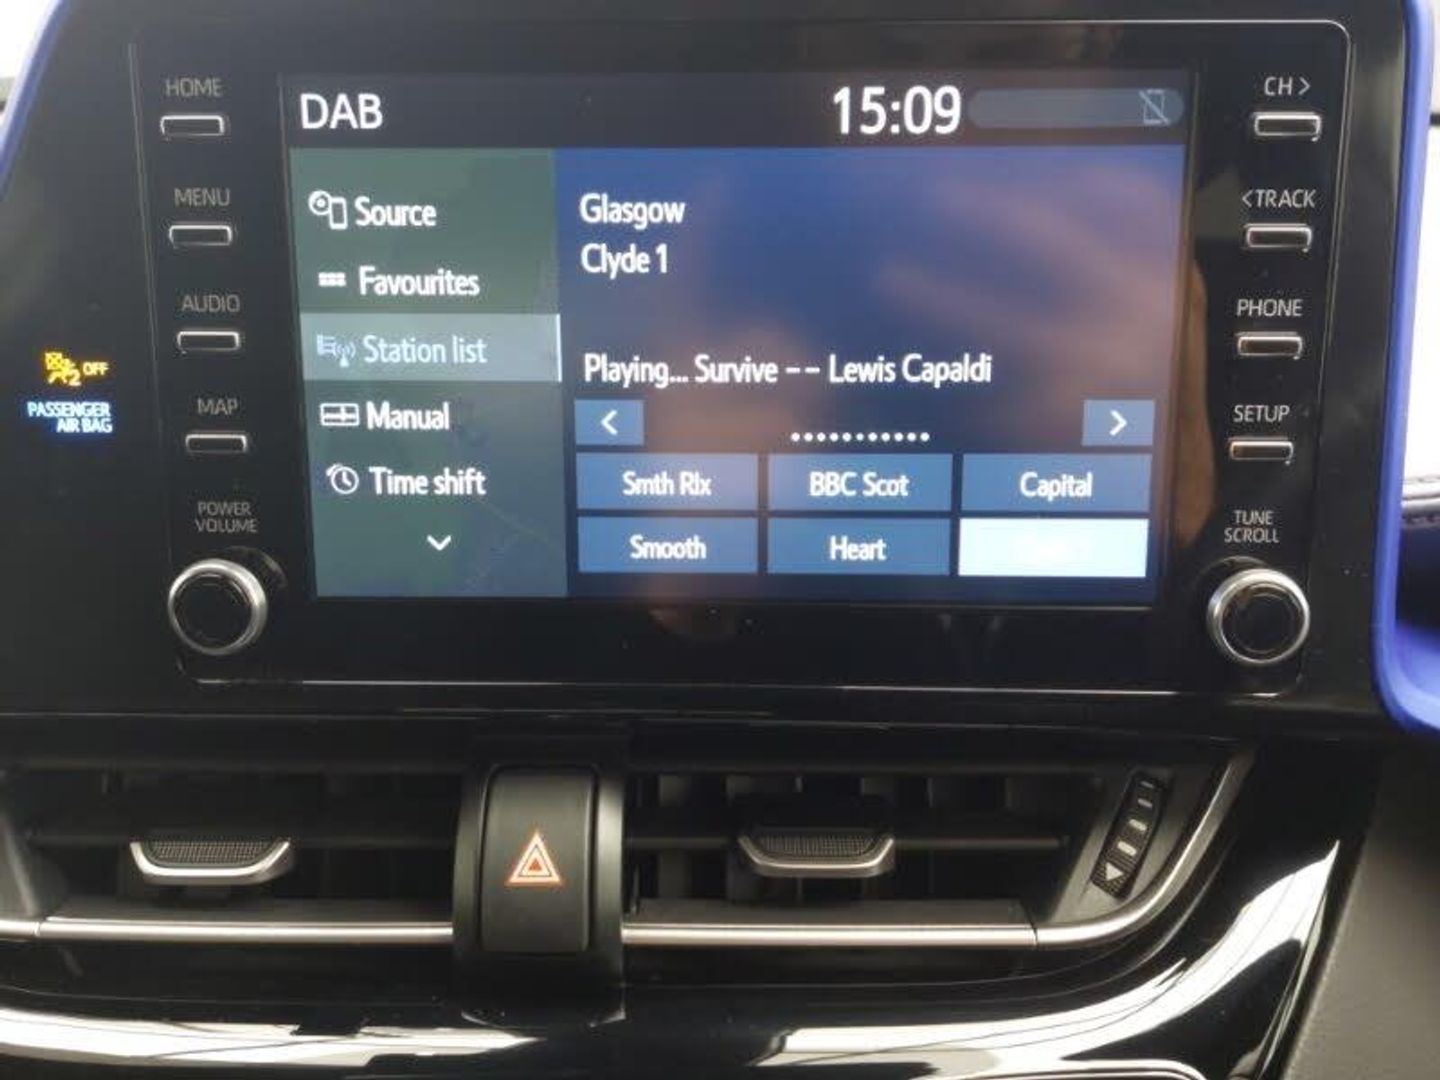 HOME
MENU
AUDIO
MAP
POWER
VOLUME
2 OFF
PASSENGER
AIR BAG
DAB
15:09
Source
Favourites
Station list
Manual
Time shift
Glasgow
Clyde 1
Playing... Survive -- Lewis Capaldi
<
>
Smth Rlx
BBC Scot
Capital
Smooth
Heart
CH >
<TRACK
PHONE
SETUP
TUNE
SCROLL